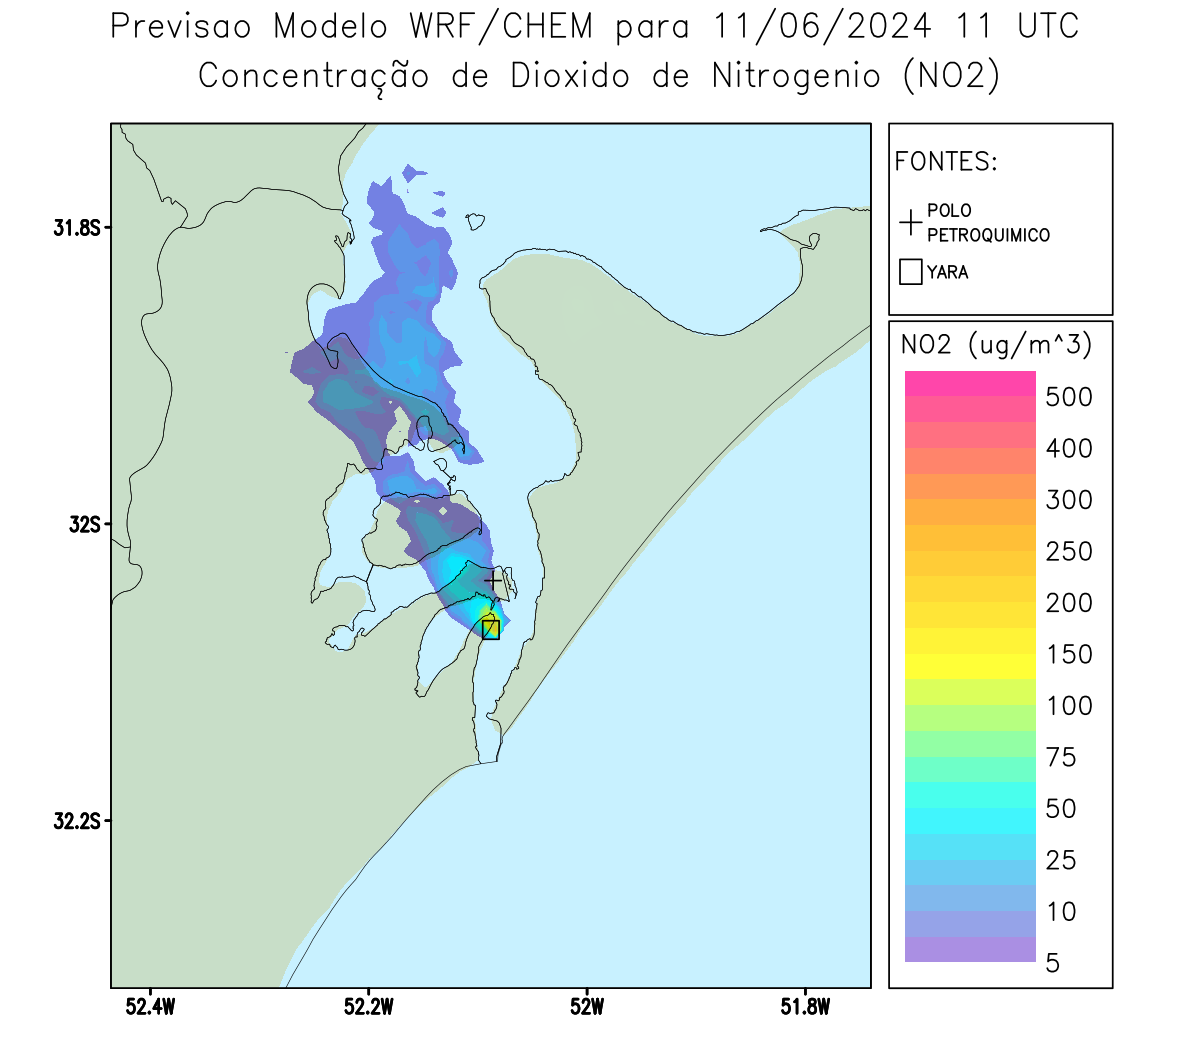 Previsao Modelo WRF/CHEM para 11/06/2024 11 UTC
Concentração de Dioxido de Nitrogenio (NO2)
FONTES:
POLO
PETROQUIMICO
YARA
31.8S
32S
32.2S
52.4W
52.2W
52W
51.8W
NO2 (ug/m^3)
500
400
300
250
200
150
100
75
50
25
10
5